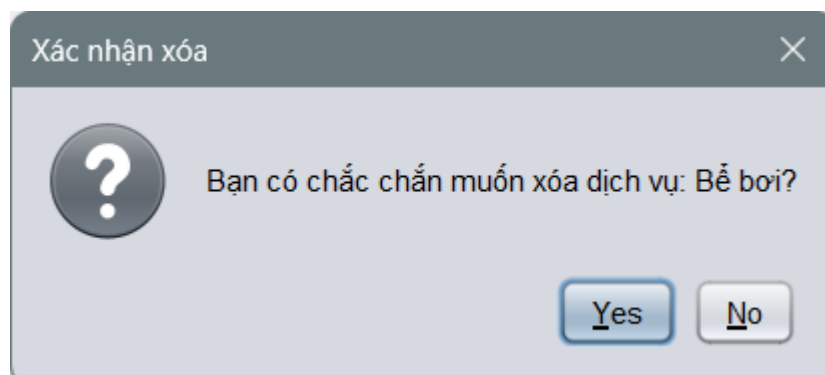 Xác nhận xóa
Bạn có chắc chắn muốn xóa dịch vụ: Bể bơi?
Yes
No